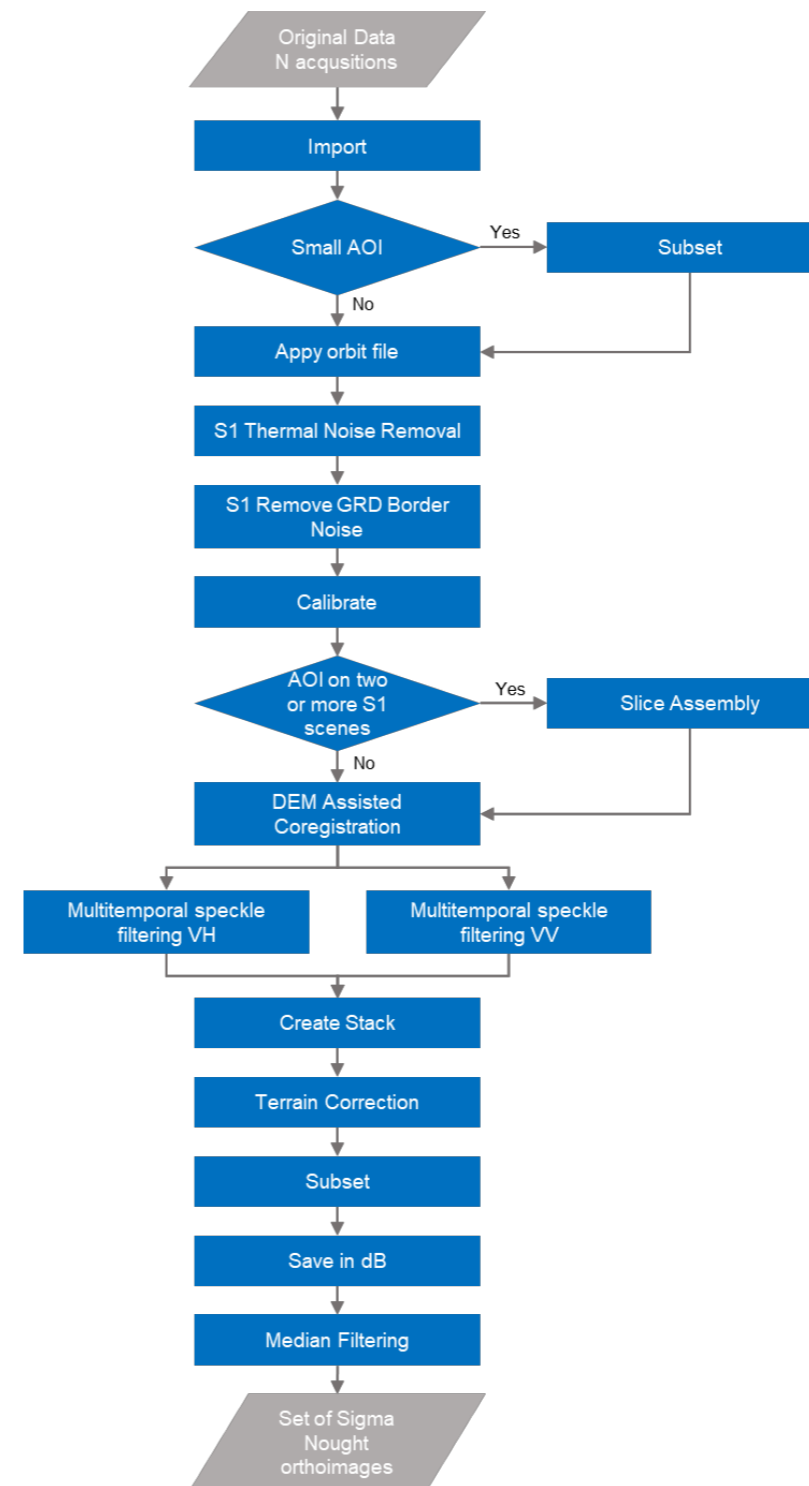 Original Data
N acqusitions
Import
Small AOI
Yes
Subset
No
Appy orbit file
S1 Thermal Noise Removal
S1 Remove GRD Border
Noise
Calibrate
AOI on two
or more S1
scenes
Yes
Slice Assembly
No
DEM Assisted
Coregistration
Multitemporal speckle
filtering VH
Multitemporal speckle
filtering VV
Create Stack
Terrain Correction
Subset
Save in dB
Median Filtering
Set of Sigma
Nought
orthoimages